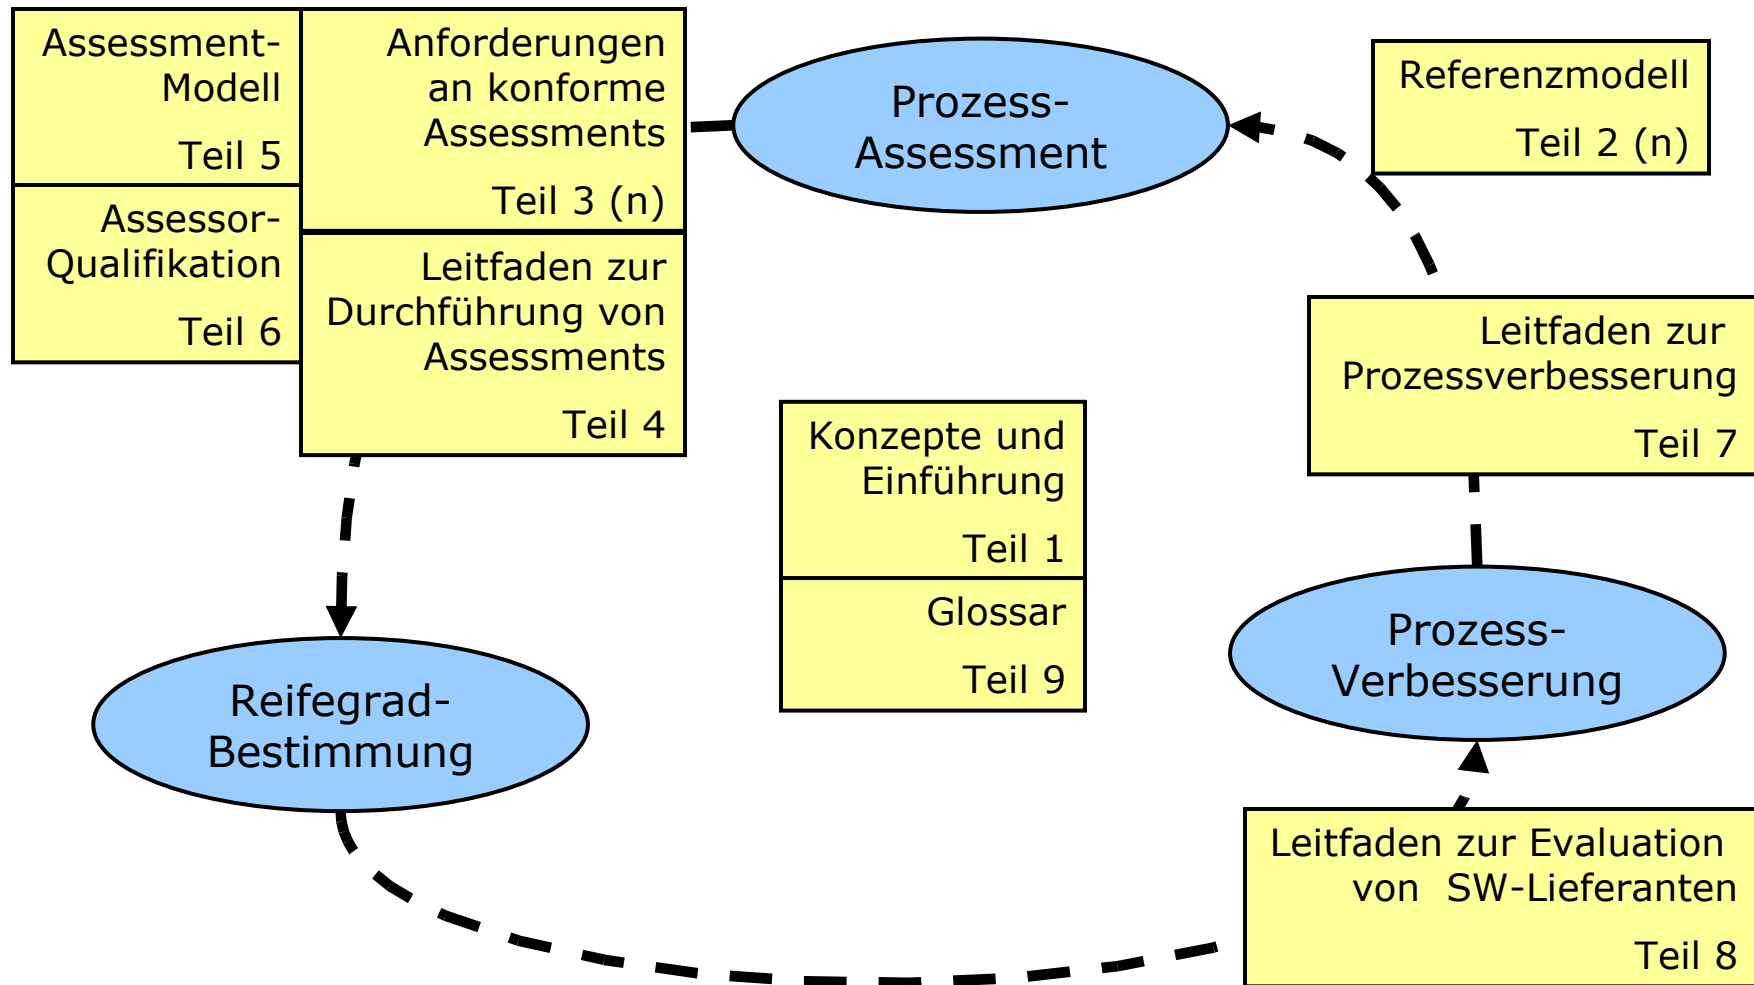 Assessment-
Modell
Teil 5
Assessor-
Qualifikation
Teil 6
Anforderungen
an konforme
Assessments
Teil 3 (n)
Leitfaden zur
Durchführung von
Assessments
Teil 4
Prozess-
Assessment
Referenzmodell
Teil 2 (n)
Leitfaden zur
Prozessverbesserung
Teil 7
Konzepte und
Einführung
Teil 1
Glossar
Teil 9
Prozess-
Verbesserung
Reifegrad-
Bestimmung
Leitfaden zur Evaluation
von SW-Lieferanten
Teil 8